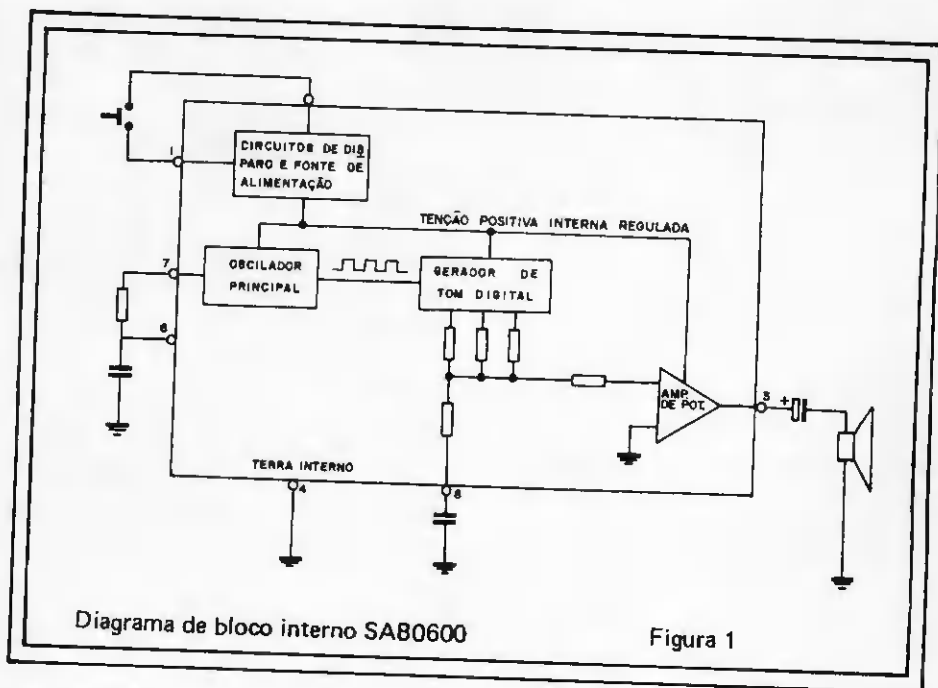 1
CIRCUITOS DE DIS
PARO E FONTE DE
ALIMENTAÇÃO
TENÇÃO POSITIVA INTERNA REGULADA
7
OSCILADOR
PRINCIPAL
GERADOR DE
TOM DIGITAL
6
AMP.
DE POT.
3
+
TERRA INTERNO
4
8
Diagrama de bloco interno SAB0600
Figura 1